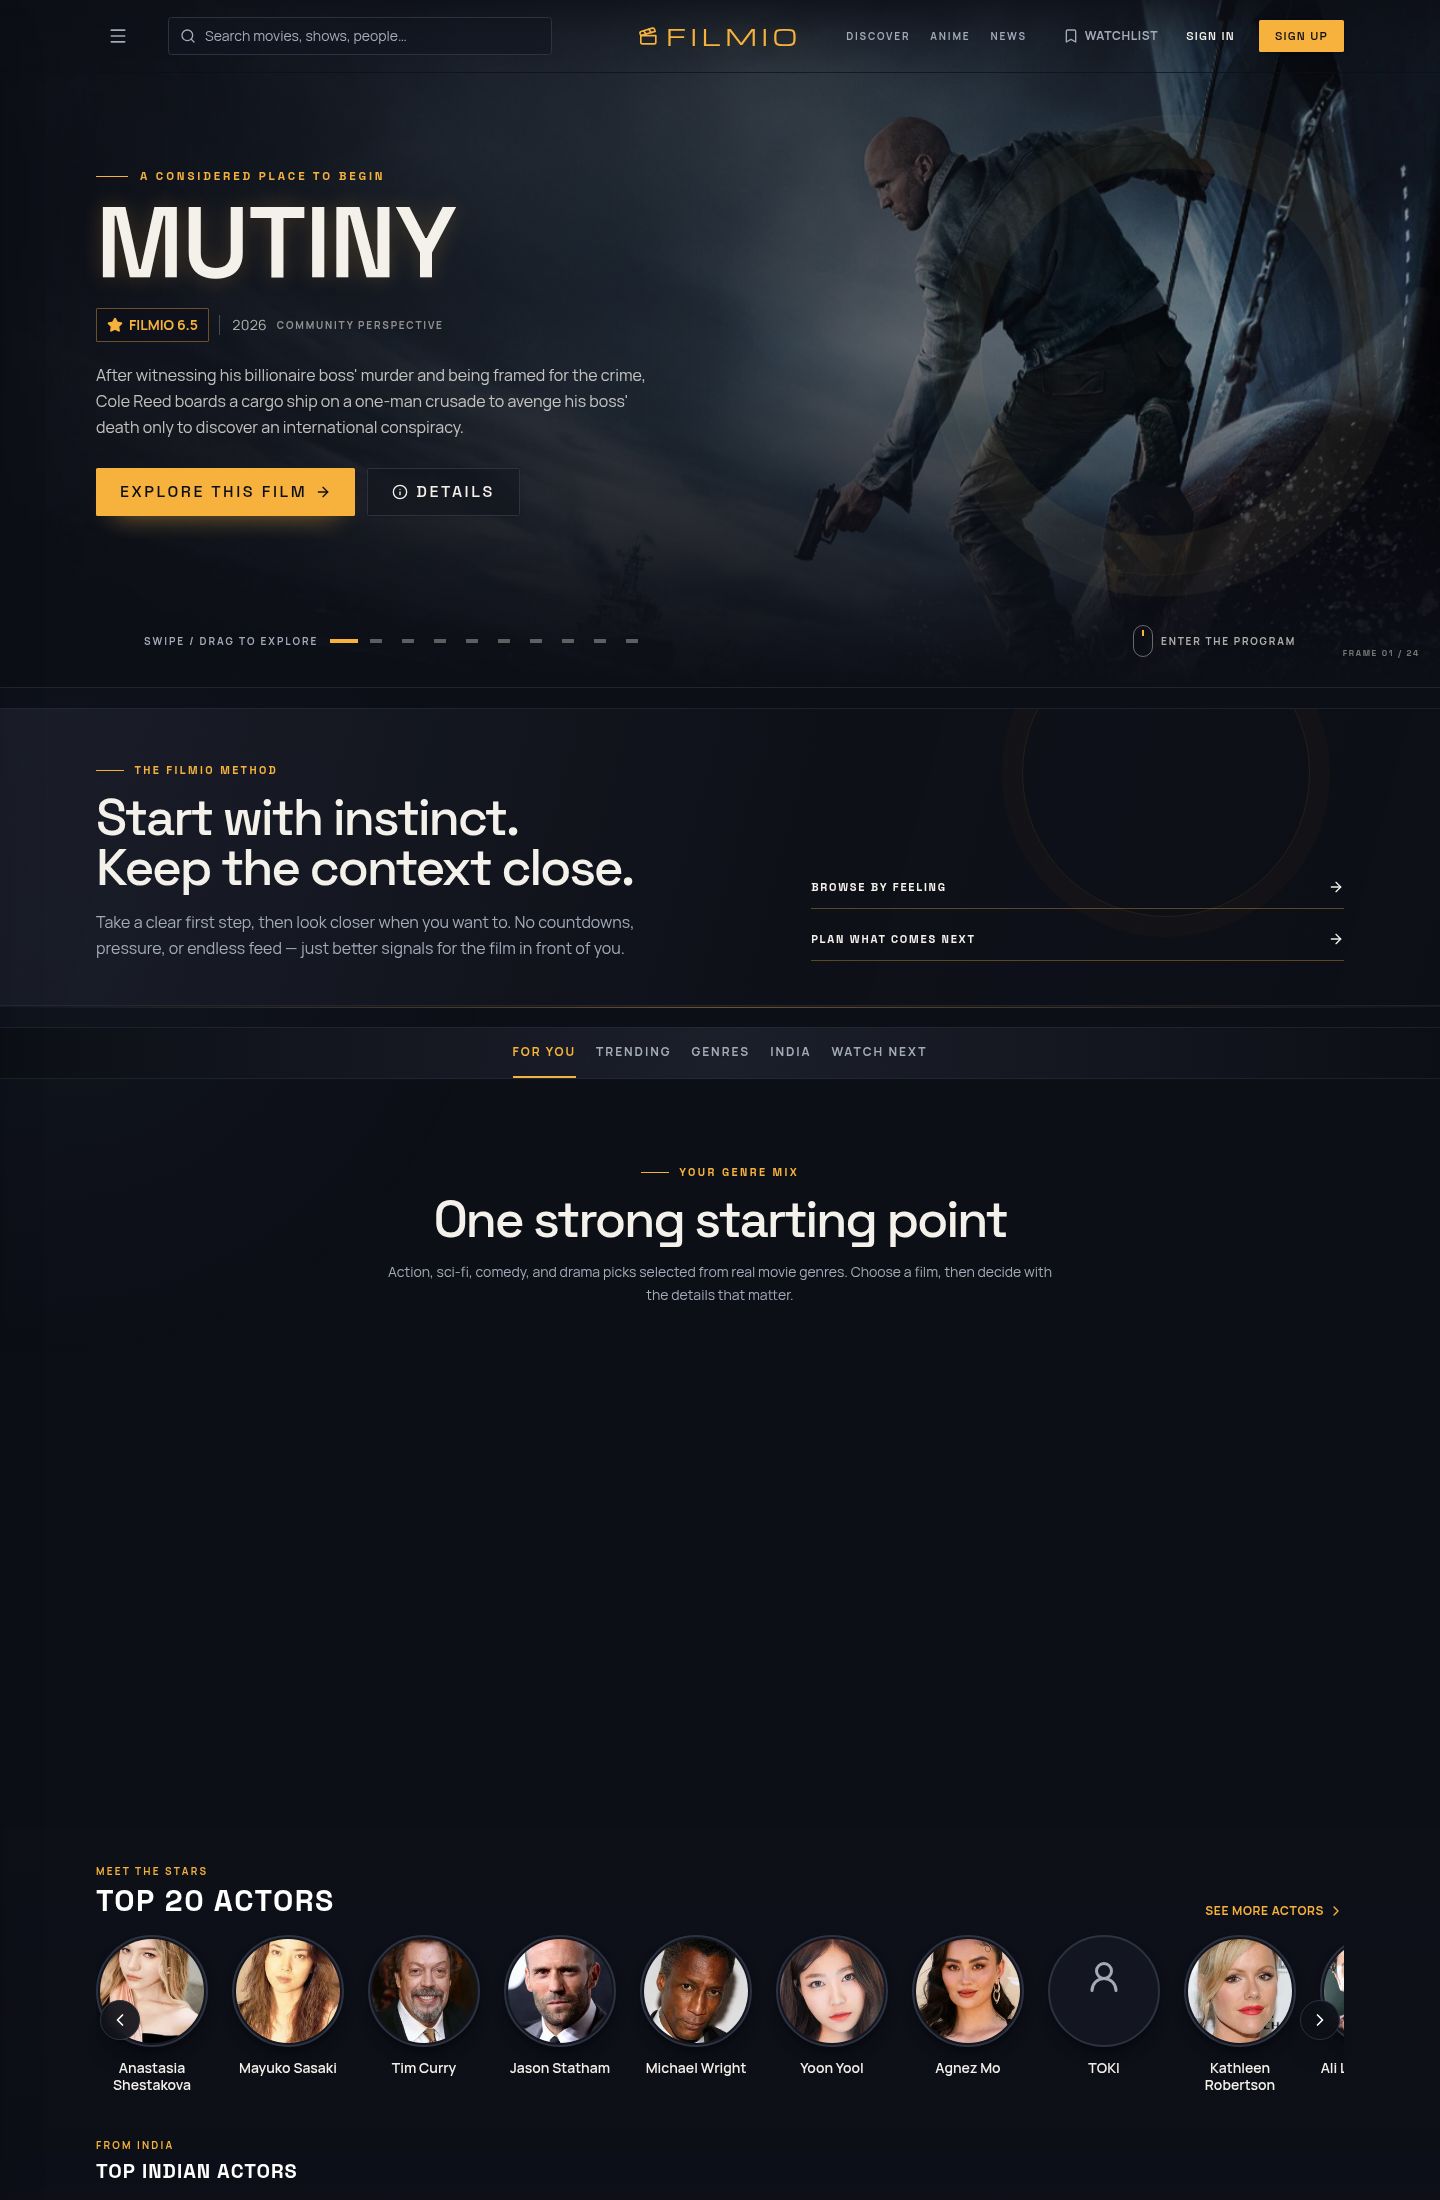 Search movies, shows, people...
FILMIO
DISCOVER
ANIME
NEWS
WATCHLIST
SIGN IN
SIGN UP
A CONSIDERED PLACE TO BEGIN
MUTINY
FILMIO 6.5
2026
COMMUNITY PERSPECTIVE
After witnessing his billionaire boss' murder and being framed for the crime,
Cole Reed boards a cargo ship on a one-man crusade to avenge his boss'
death only to discover an international conspiracy.
EXPLORE THIS FILM
DETAILS
SWIPE / DRAG TO EXPLORE
ENTER THE PROGRAM
FRAME 01 / 24
THE FILMIO METHOD
Start with instinct.
Keep the context close.
Take a clear first step, then look closer when you want to. No countdowns,
pressure, or endless feed — just better signals for the film in front of you.
BROWSE BY FEELING
PLAN WHAT COMES NEXT
FOR YOU
TRENDING
GENRES
INDIA
WATCH NEXT
YOUR GENRE MIX
One strong starting point
Action, sci-fi, comedy, and drama picks selected from real movie genres. Choose a film, then decide with
the details that matter.
MEET THE STARS
TOP 20 ACTORS
SEE MORE ACTORS
Anastasia
Shestakova
Mayuko Sasaki
Tim Curry
Jason Statham
Michael Wright
Yoon Yool
Agnez Mo
TOKI
Kathleen
Robertson
Ali
FROM INDIA
TOP INDIAN ACTORS